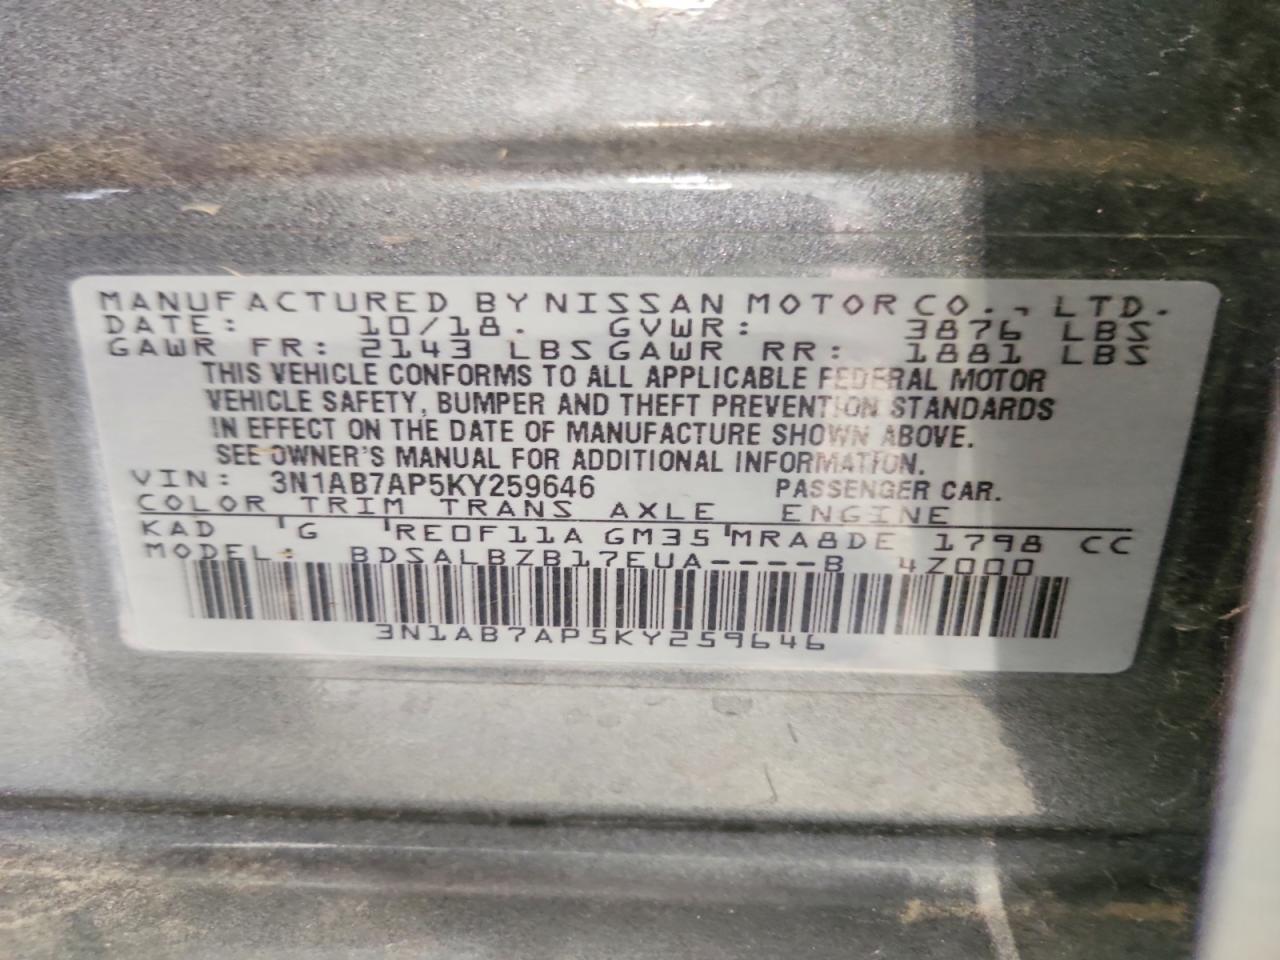 MANUFACTURED BY NISSAN MOTOR CO., LTD.
DATE: 10/18. GVWR: 3876 LBS
GAWR FR: 2143 LBS GAWR RR: 1881 LBS
THIS VEHICLE CONFORMS TO ALL APPLICABLE FEDERAL MOTOR
VEHICLE SAFETY, BUMPER AND THEFT PREVENTION STANDARDS
IN EFFECT ON THE DATE OF MANUFACTURE SHOWN ABOVE.
SEE OWNER'S MANUAL FOR ADDITIONAL INFORMATION.
VIN: 3N1AB7AP5KY259646 PASSENGER CAR.
COLOR TRIM TRANS AXLE ENGINE
KAD G RE0F11A GM35 MRA8DE 1798 CC
MODEL: BDSALBZB17EUA----B 4Z000
3N1AB7AP5KY259646